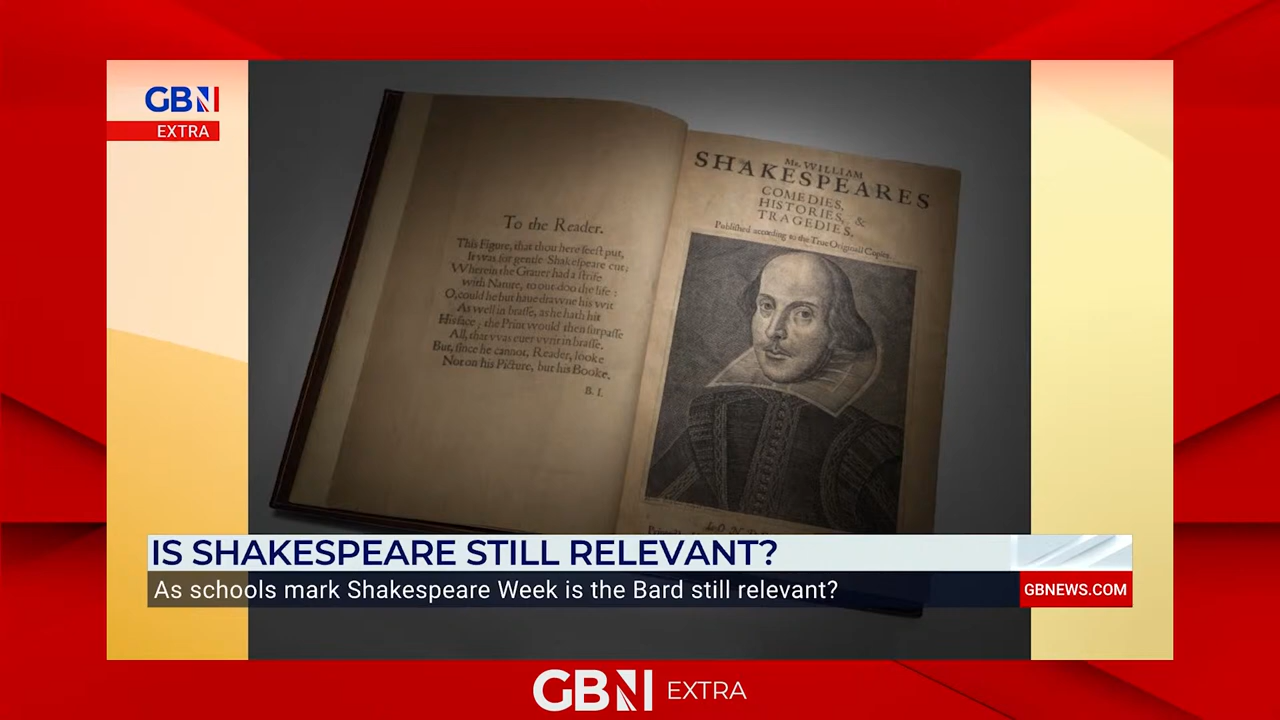 GBN
EXTRA
To the Reader.
This Figure, that thou here seest put,
It was for gentle Shakespeare cut;
Wherein the Grauer had a strife
with Nature, to out-doo the life :
O, could he but haue drawne his wit
As well in brasse, as he hath hit
His face ; the Print would then surpasse
All, that vvas euer vvrit in brasse.
But, since he cannot, Reader, looke
Not on his Picture, but his Booke.
B. I.
Mr. WILLIAM
SHAKESPEARES
COMEDIES,
HISTORIES, &
TRAGEDIES,
Published according to the True Originall Copies.
IS SHAKESPEARE STILL RELEVANT?
As schools mark Shakespeare Week is the Bard still relevant?
GBNEWS.COM
GBN EXTRA